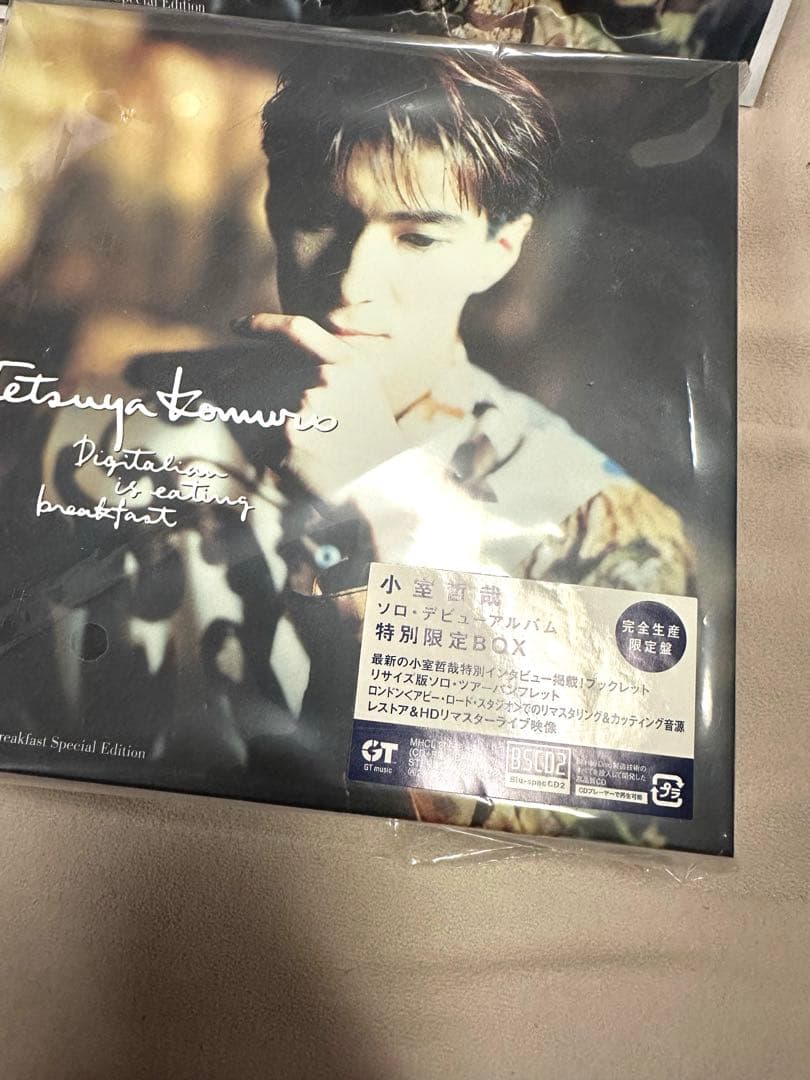 Special Edition
Tetsuya Komuro
Digitalian
is eating
breakfast
小室哲哉
ソロ・デビューアルバム
特別限定BOX
完全生産
限定盤
最新の小室哲哉特別インタビュー掲載!ブックレット
リサイズ版ソロ・ツアーパンフレット
ロンドン<アビー・ロード・スタジオ>でのリマスタリング&カッティング音源
レストア&HDリマスターライブ映像
GT
GT music
MHCL
BSCD2
Blu-spec CD2
CDプレーヤーで再生可能
プラ
reakfast Special Edition